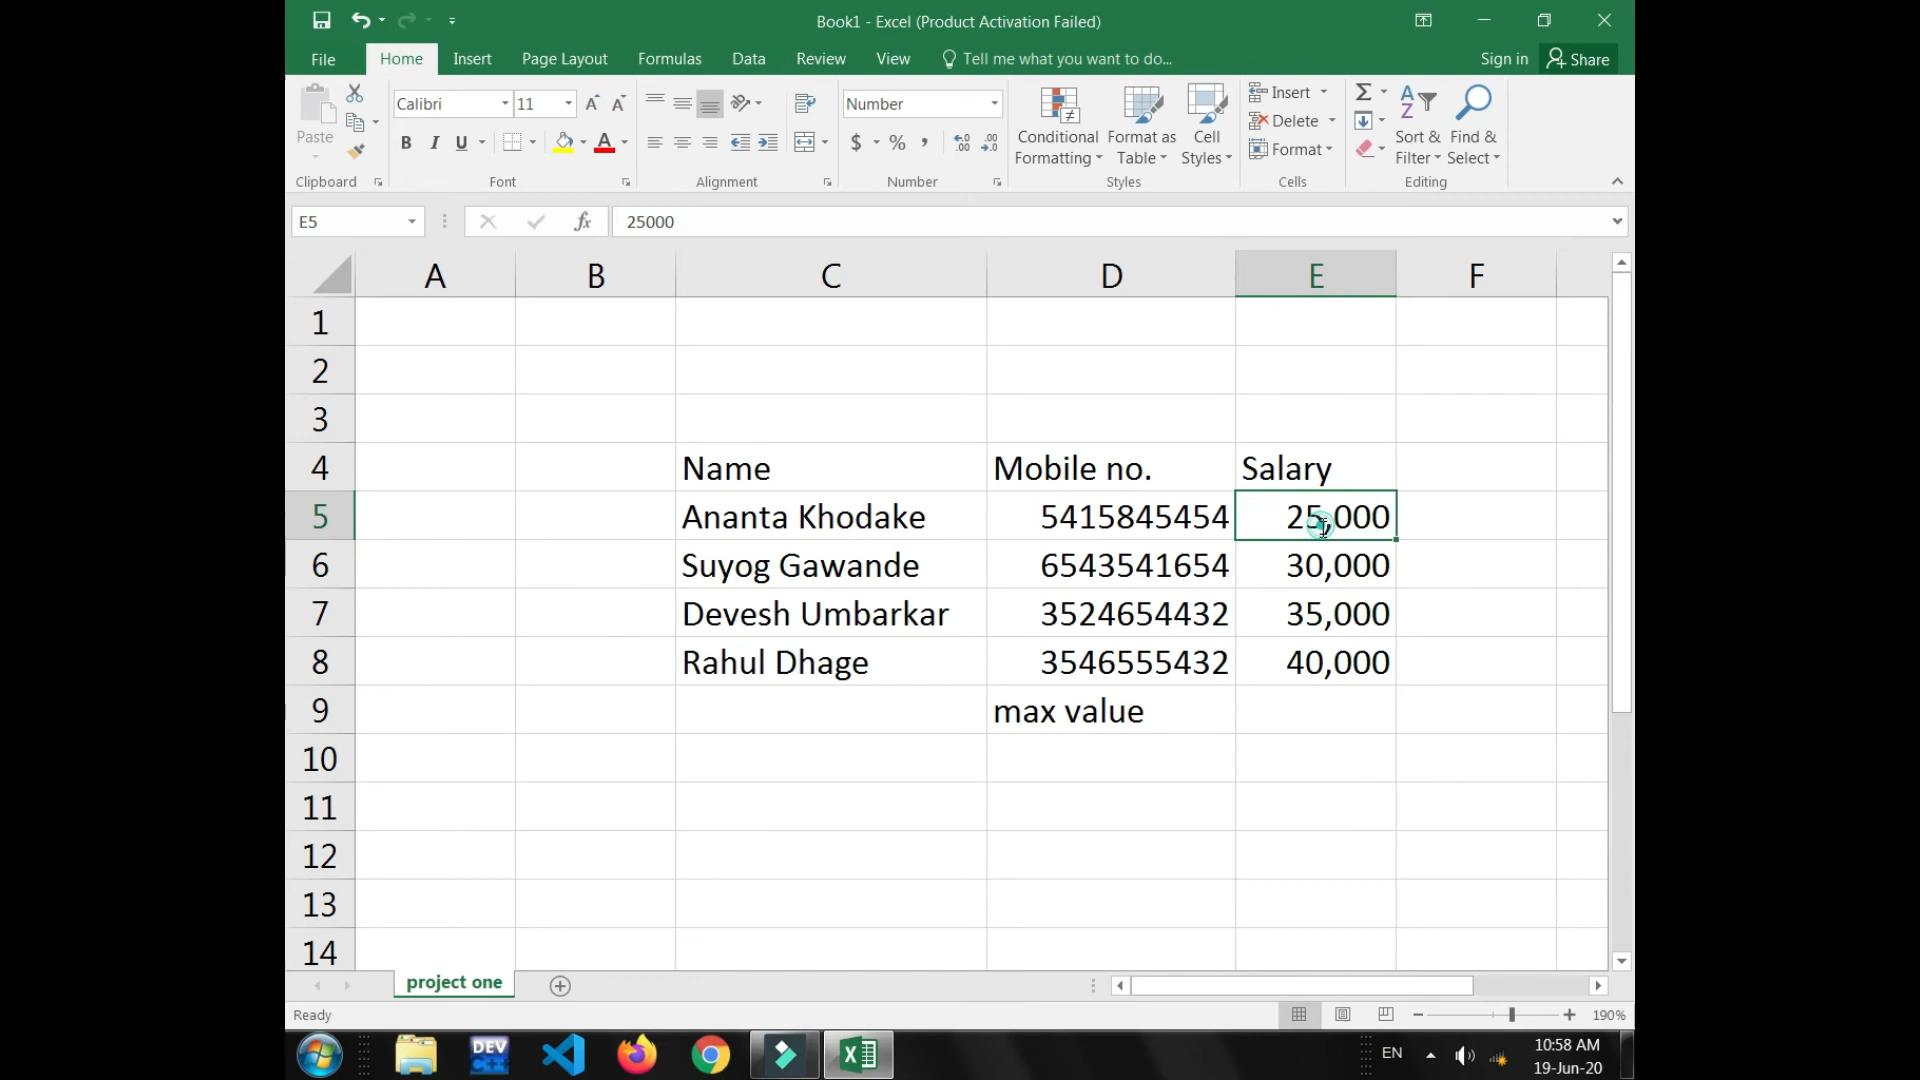 Book1 - Excel (Product Activation Failed)
File Home Insert Page Layout Formulas Data Review View Tell me what you want to do... Sign in Share
Paste
Clipboard
Calibri 11
B I U A
Font
Alignment
Number
$ % ,
Number
Conditional Formatting
Format as Table
Cell Styles
Styles
Insert
Delete
Format
Cells
Sort & Filter
Find & Select
Editing
E5 fx 25000
A B C D E F
1
2
3
4 Name Mobile no. Salary
5 Ananta Khodake 5415845454 25,000
6 Suyog Gawande 6543541654 30,000
7 Devesh Umbarkar 3524654432 35,000
8 Rahul Dhage 3546555432 40,000
9 max value
10
11
12
13
14
project one
Ready 190%
DEV C++ EN 10:58 AM
19-Jun-20